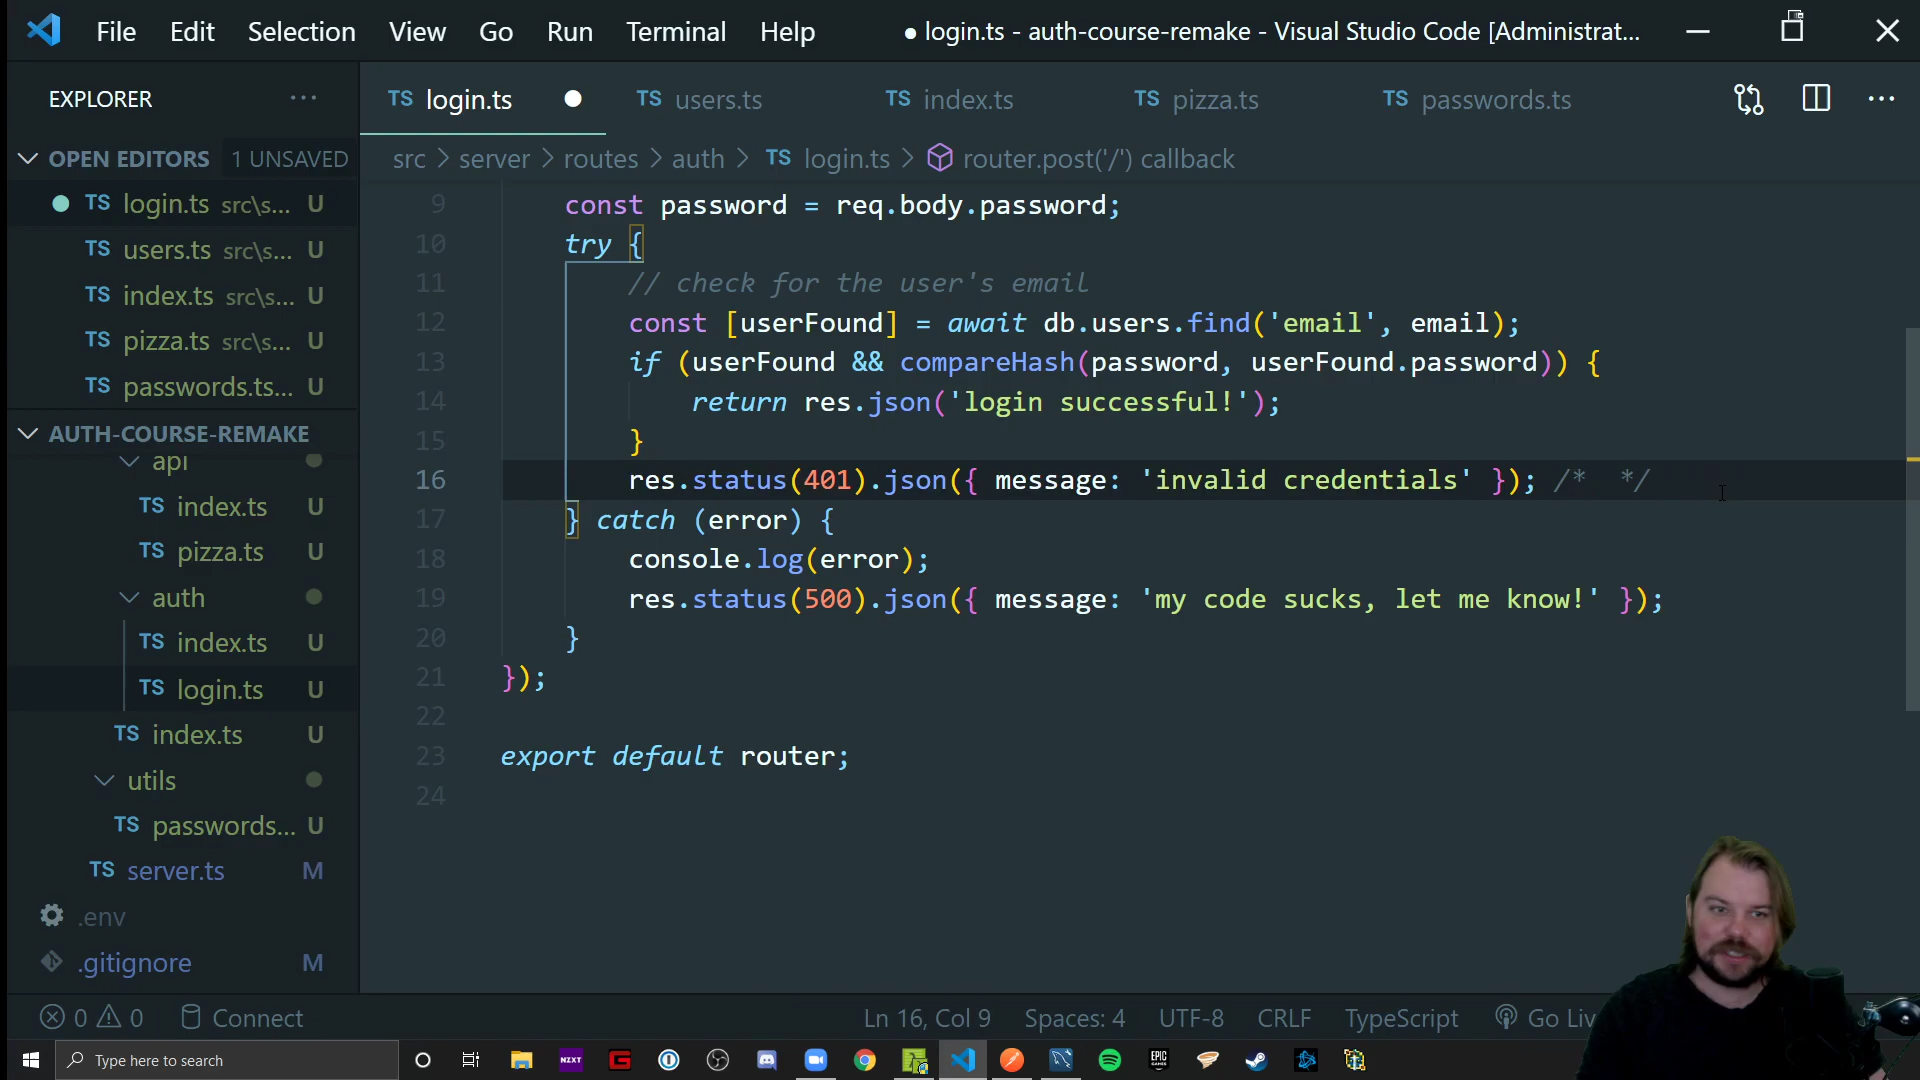 File Edit Selection View Go Run Terminal Help ● login.ts - auth-course-remake - Visual Studio Code [Administrat...
EXPLORER ...
TS login.ts TS users.ts TS index.ts TS pizza.ts TS passwords.ts
OPEN EDITORS 1 UNSAVED
src > server > routes > auth > TS login.ts > router.post('/') callback
TS login.ts src\s... U
TS users.ts src\s... U
TS index.ts src\s... U
TS pizza.ts src\s... U
TS passwords.ts... U
AUTH-COURSE-REMAKE
api
TS index.ts U
TS pizza.ts U
auth
TS index.ts U
TS login.ts U
TS index.ts U
utils
TS passwords... U
TS server.ts M
.env
.gitignore M
9 const password = req.body.password;
10 try {
11 // check for the user's email
12 const [userFound] = await db.users.find('email', email);
13 if (userFound && compareHash(password, userFound.password)) {
14 return res.json('login successful!');
15 }
16 res.status(401).json({ message: 'invalid credentials' }); /*  */
17 } catch (error) {
18 console.log(error);
19 res.status(500).json({ message: 'my code sucks, let me know!' });
20 }
21 });
22
23 export default router;
24
0 0 Connect Ln 16, Col 9 Spaces: 4 UTF-8 CRLF TypeScript Go Liv
Type here to search
NZXT
EPIC GAMES